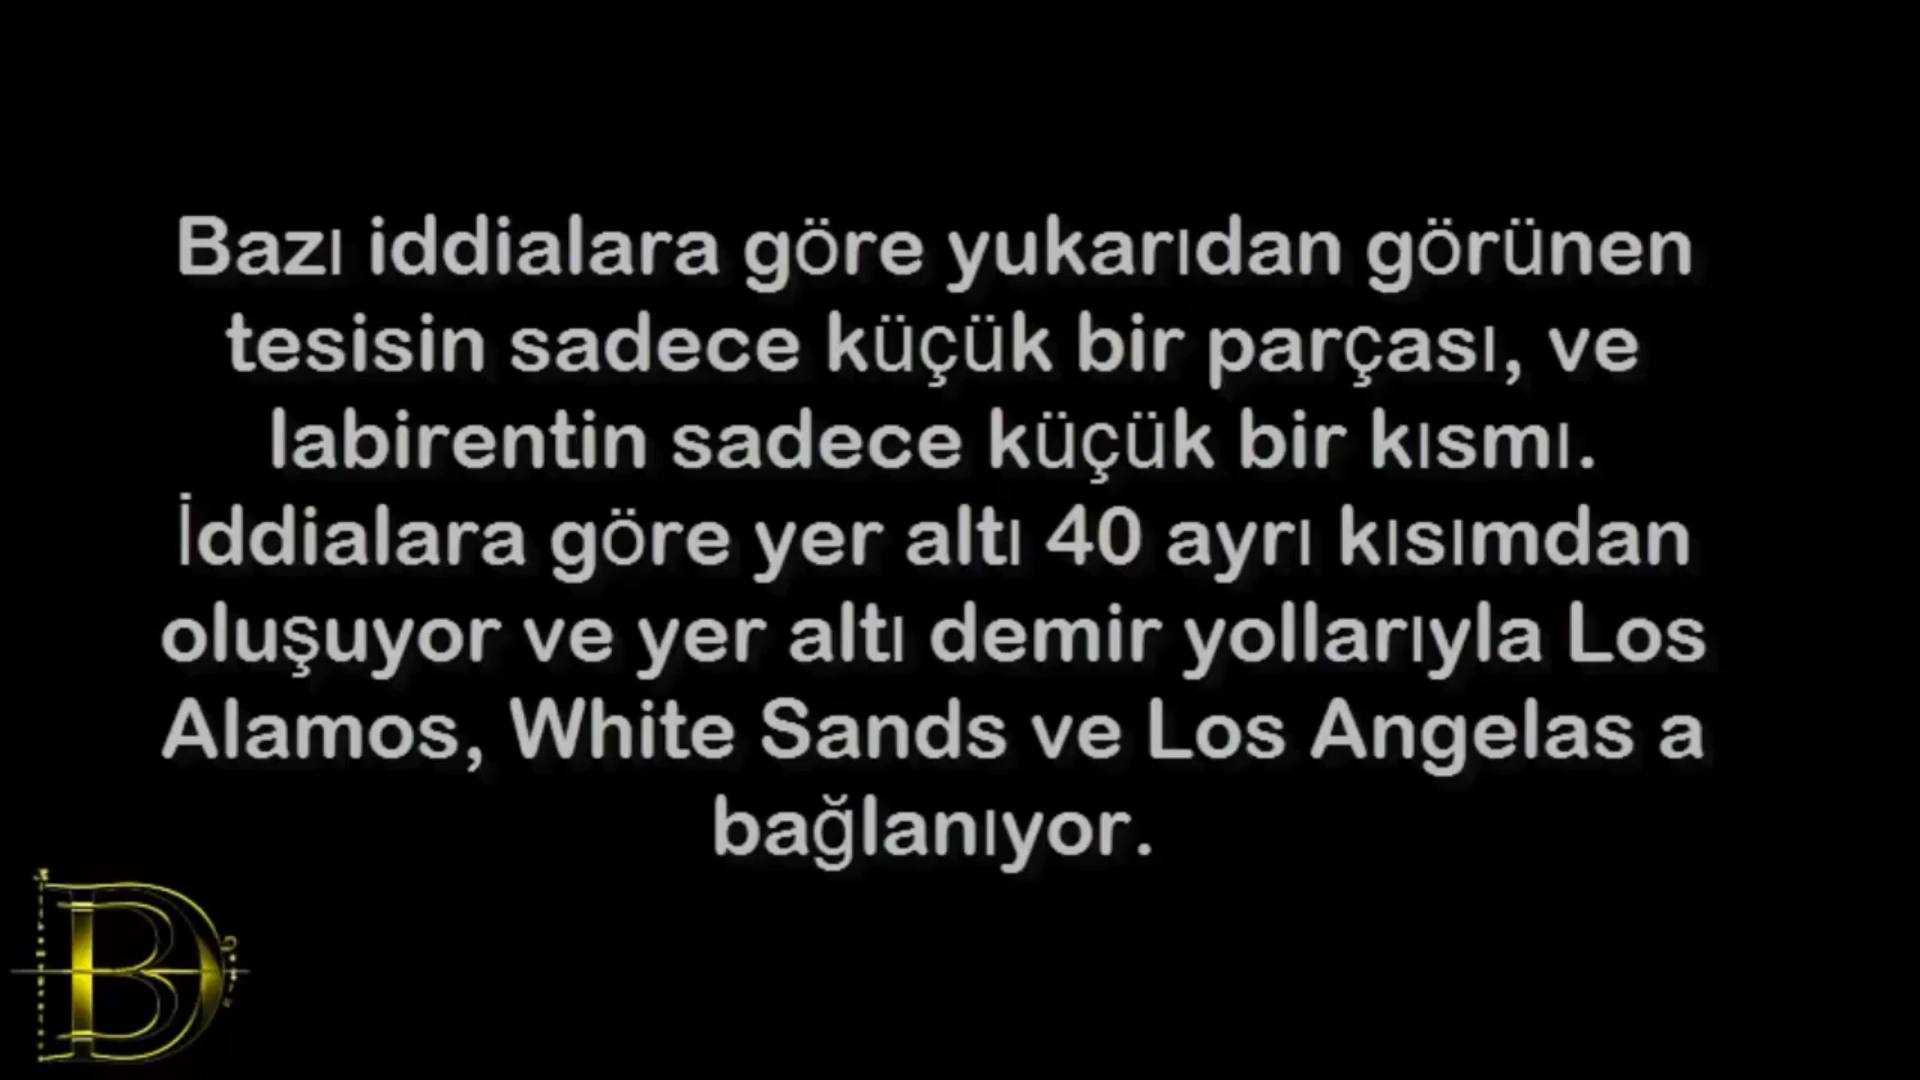 Bazı iddialara göre yukarıdan görünen
tesisin sadece küçük bir parçası, ve
labirentin sadece küçük bir kısmı.
İddialara göre yer altı 40 ayrı kısımdan
oluşuyor ve yer altı demir yollarıyla Los
Alamos, White Sands ve Los Angelas a
bağlanıyor.